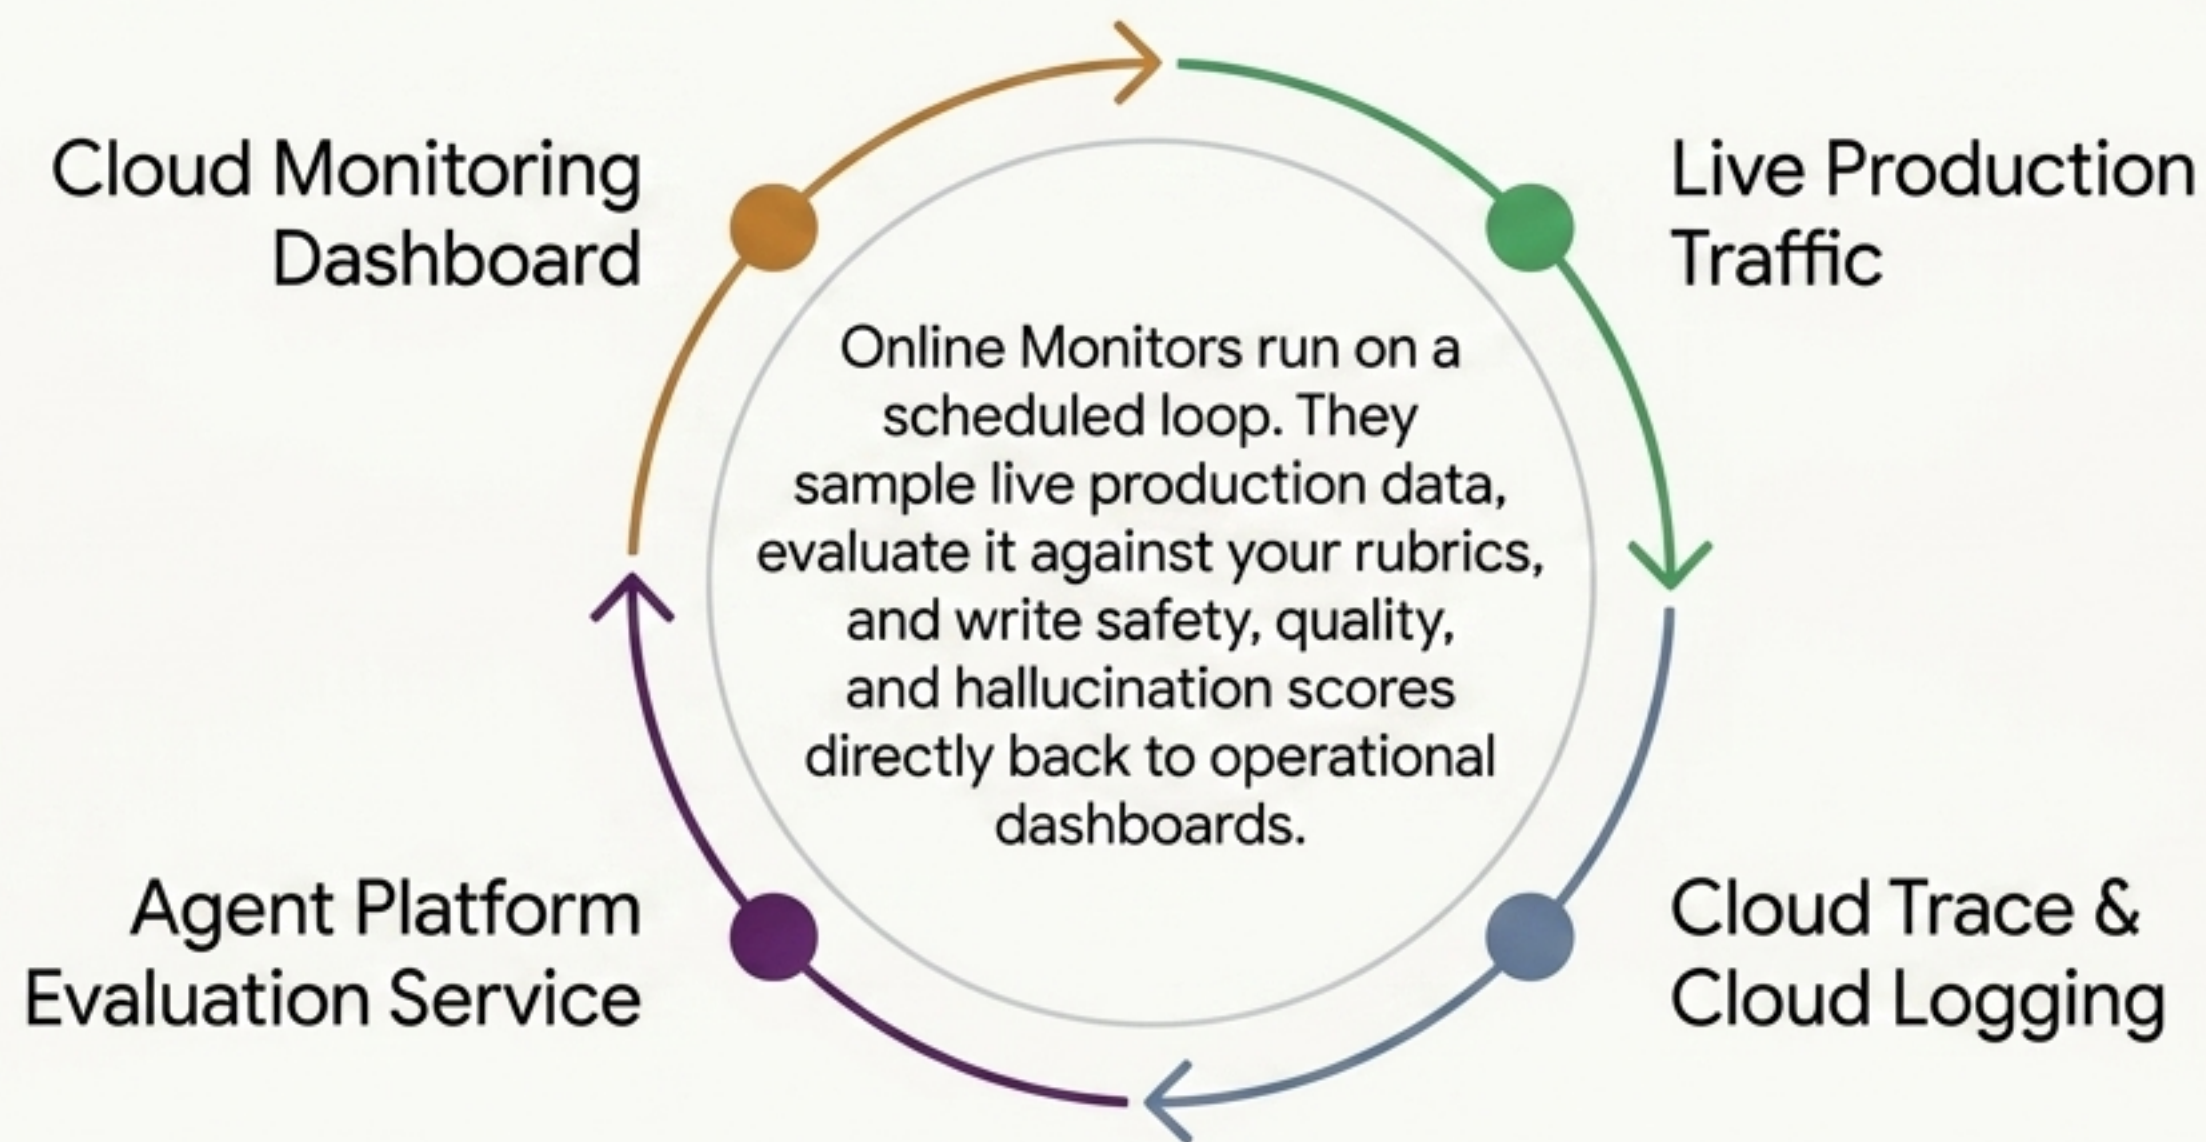 Cloud Monitoring
Dashboard
Live Production
Traffic
Online Monitors run on a
scheduled loop. They
sample live production data,
evaluate it against your rubrics,
and write safety, quality,
and hallucination scores
directly back to operational
dashboards.
Agent Platform
Evaluation Service
Cloud Trace &
Cloud Logging